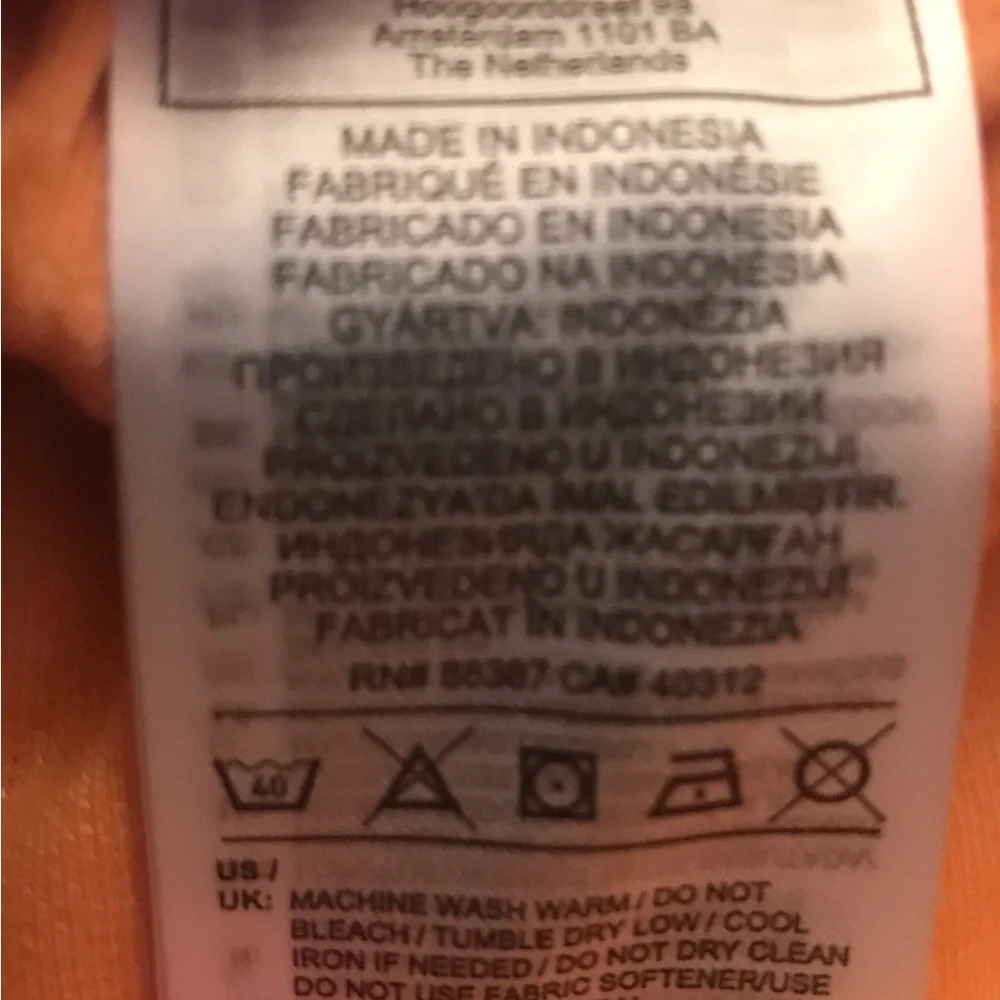 Hoogoorddreef 9a
Amsterdam 1101 BA
The Netherlands
MADE IN INDONESIA
FABRIQUÉ EN INDONÉSIE
FABRICADO EN INDONESIA
FABRICADO NA INDONÉSIA
GYÁRTVA: INDONÉZIA
ПРОИЗВЕДЕНО В ИНДОНЕЗИЯ
СДЕЛАНО В ИНДОНЕЗИИ
PROIZVEDENO U INDONEZIJI.
ENDONEZYA'DA İMAL EDİLMİŞTİR.
ИНДОНЕЗИЯДА ЖАСАЛҒАН
PROIZVEDENO U INDONEZIJI.
FABRICAT ÎN INDONEZIA
RN# 88387 CA# 40312
40
US /
UK: MACHINE WASH WARM / DO NOT
BLEACH / TUMBLE DRY LOW / COOL
IRON IF NEEDED / DO NOT DRY CLEAN
DO NOT USE FABRIC SOFTENER/USE